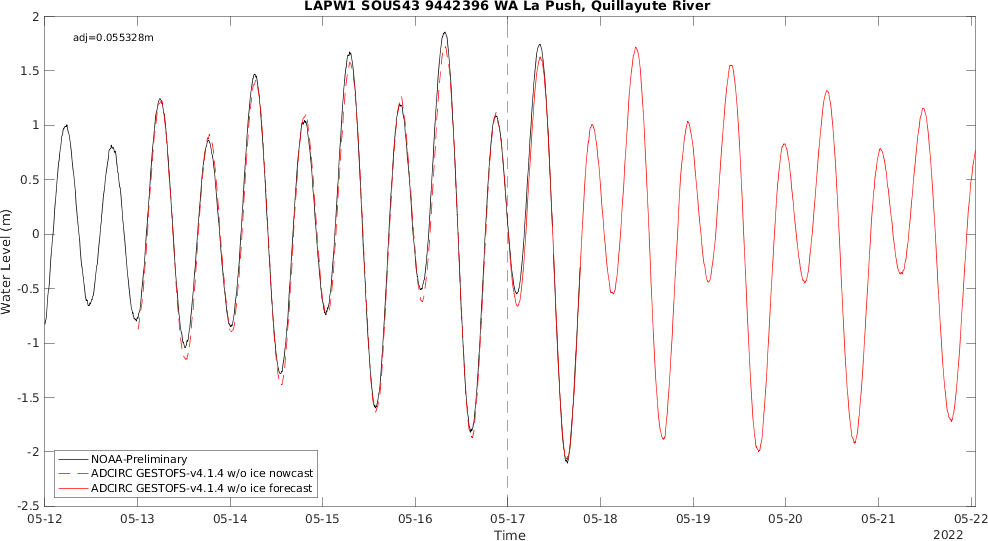 LAPW1 SOUS43 9442396 WA La Push, Quillayute River
adj=0.055328m
2
1.5
1
0.5
0
-0.5
-1
-1.5
-2
-2.5
Water Level (m)
NOAA-Preliminary
ADCIRC GESTOFS-v4.1.4 w/o ice nowcast
ADCIRC GESTOFS-v4.1.4 w/o ice forecast
05-12 05-13 05-14 05-15 05-16 05-17 05-18 05-19 05-20 05-21 05-22
Time
2022